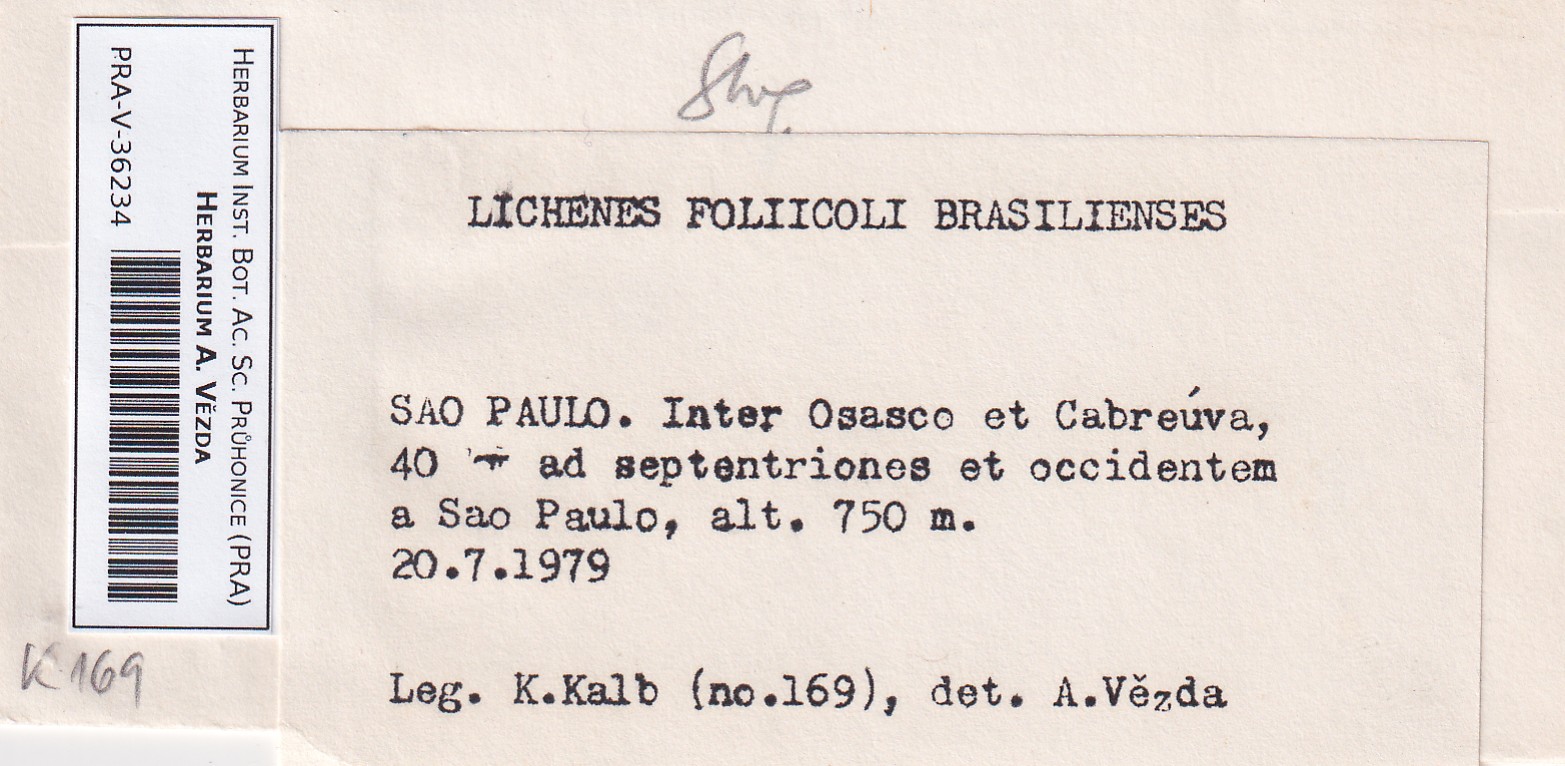 HERBARIUM INST. BOT. AC. SC. PRŮHONICE (PRA)
HERBARIUM A. VĚZDA
PRA-V-36234
LICHENES FOLIICOLI BRASILIENSES
SAO PAULO. Inter Osasco et Cabreúva,
40 ad septentriones et occidentem
a Sao Paulo, alt. 750 m.
20.7.1979
Leg. K.Kalb (no.169), det. A.Vězda
K 169